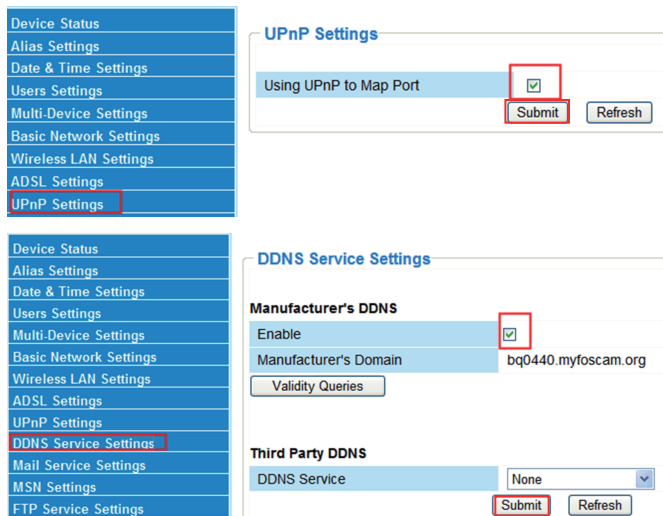 Device Status
Alias Settings
Date & Time Settings
Users Settings
Multi-Device Settings
Basic Network Settings
Wireless LAN Settings
ADSL Settings
UPnP Settings
UPnP Settings
Using UPnP to Map Port
Submit Refresh
Device Status
Alias Settings
Date & Time Settings
Users Settings
Multi-Device Settings
Basic Network Settings
Wireless LAN Settings
ADSL Settings
UPnP Settings
DDNS Service Settings
Mail Service Settings
MSN Settings
FTP Service Settings
DDNS Service Settings
Manufacturer's DDNS
Enable
Manufacturer's Domain bq0440.myfoscam.org
Validity Queries
Third Party DDNS
DDNS Service None
Submit Refresh